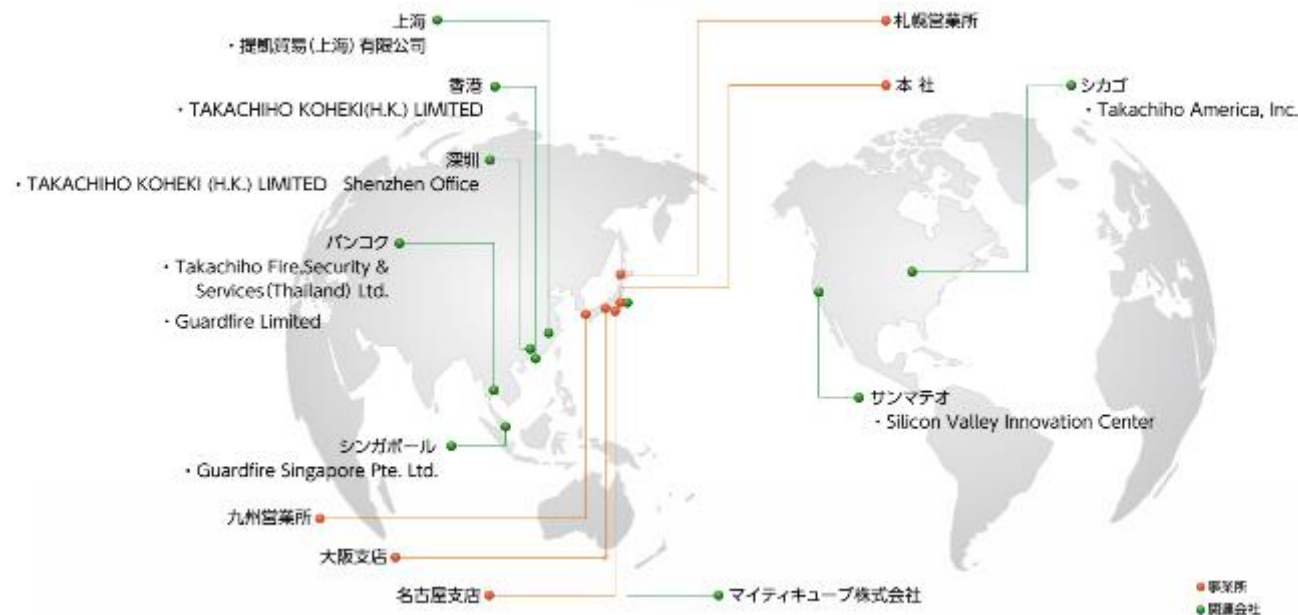 上海
・提凱貿易(上海)有限公司
香港
・TAKACHIHO KOHEKI(H.K.) LIMITED
深圳
・TAKACHIHO KOHEKI (H.K.) LIMITED Shenzhen Office
バンコク
・Takachiho Fire,Security &
Services(Thailand) Ltd.
・Guardfire Limited
シンガポール
・Guardfire Singapore Pte. Ltd.
九州営業所
大阪支店
名古屋支店
札幌営業所
本 社
シカゴ
・Takachiho America, Inc.
サンマテオ
・Silicon Valley Innovation Center
マイティキューブ株式会社
事業所
関連会社